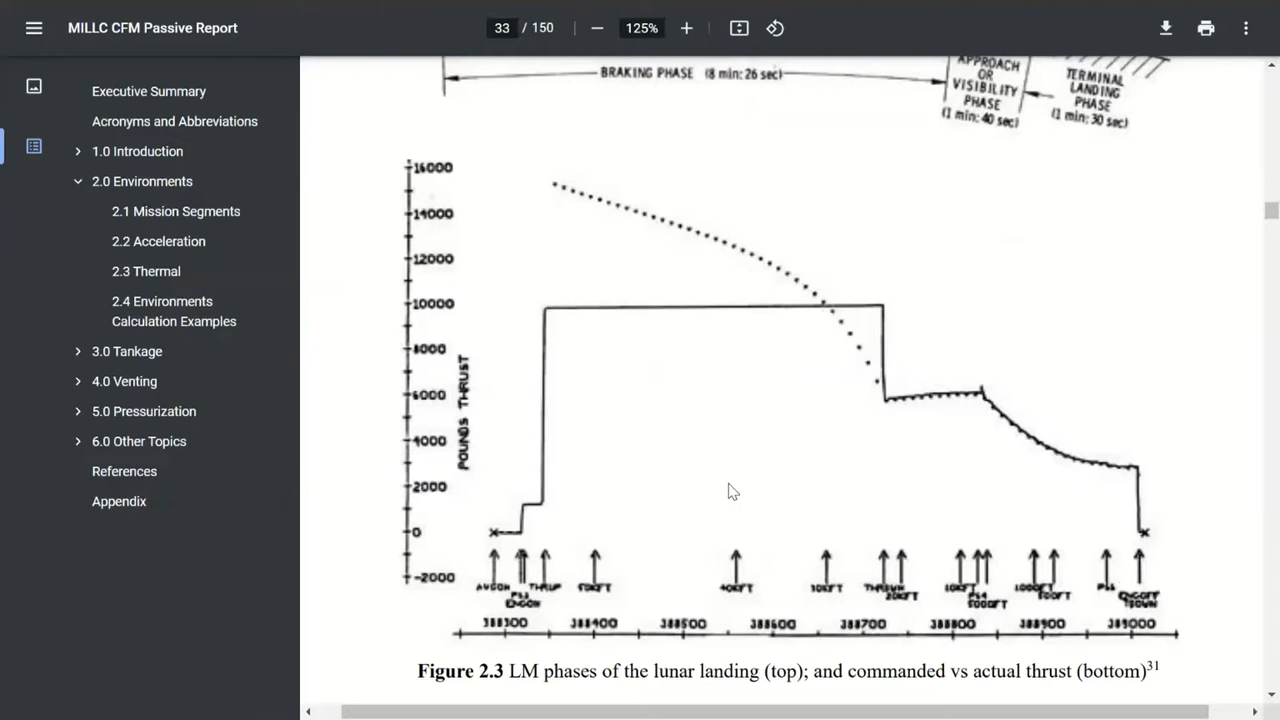 MILLC CFM Passive Report
33 / 150
125%
Executive Summary
Acronyms and Abbreviations
1.0 Introduction
2.0 Environments
2.1 Mission Segments
2.2 Acceleration
2.3 Thermal
2.4 Environments
Calculation Examples
3.0 Tankage
4.0 Venting
5.0 Pressurization
6.0 Other Topics
References
Appendix
BRAKING PHASE (8 min: 26 sec)
APPROACH
OR
VISIBILITY
PHASE
(1 min: 40 sec)
TERMINAL
LANDING
PHASE
(1 min: 30 sec)
16000
14000
12000
10000
8000
6000
4000
2000
0
-2000
POUNDS THRUST
THRUP
ENGON
40KFT
30KFT
20KFT
500FT
388300
388400
388500
388600
388700
388800
388900
389000
Figure 2.3 LM phases of the lunar landing (top); and commanded vs actual thrust (bottom)31